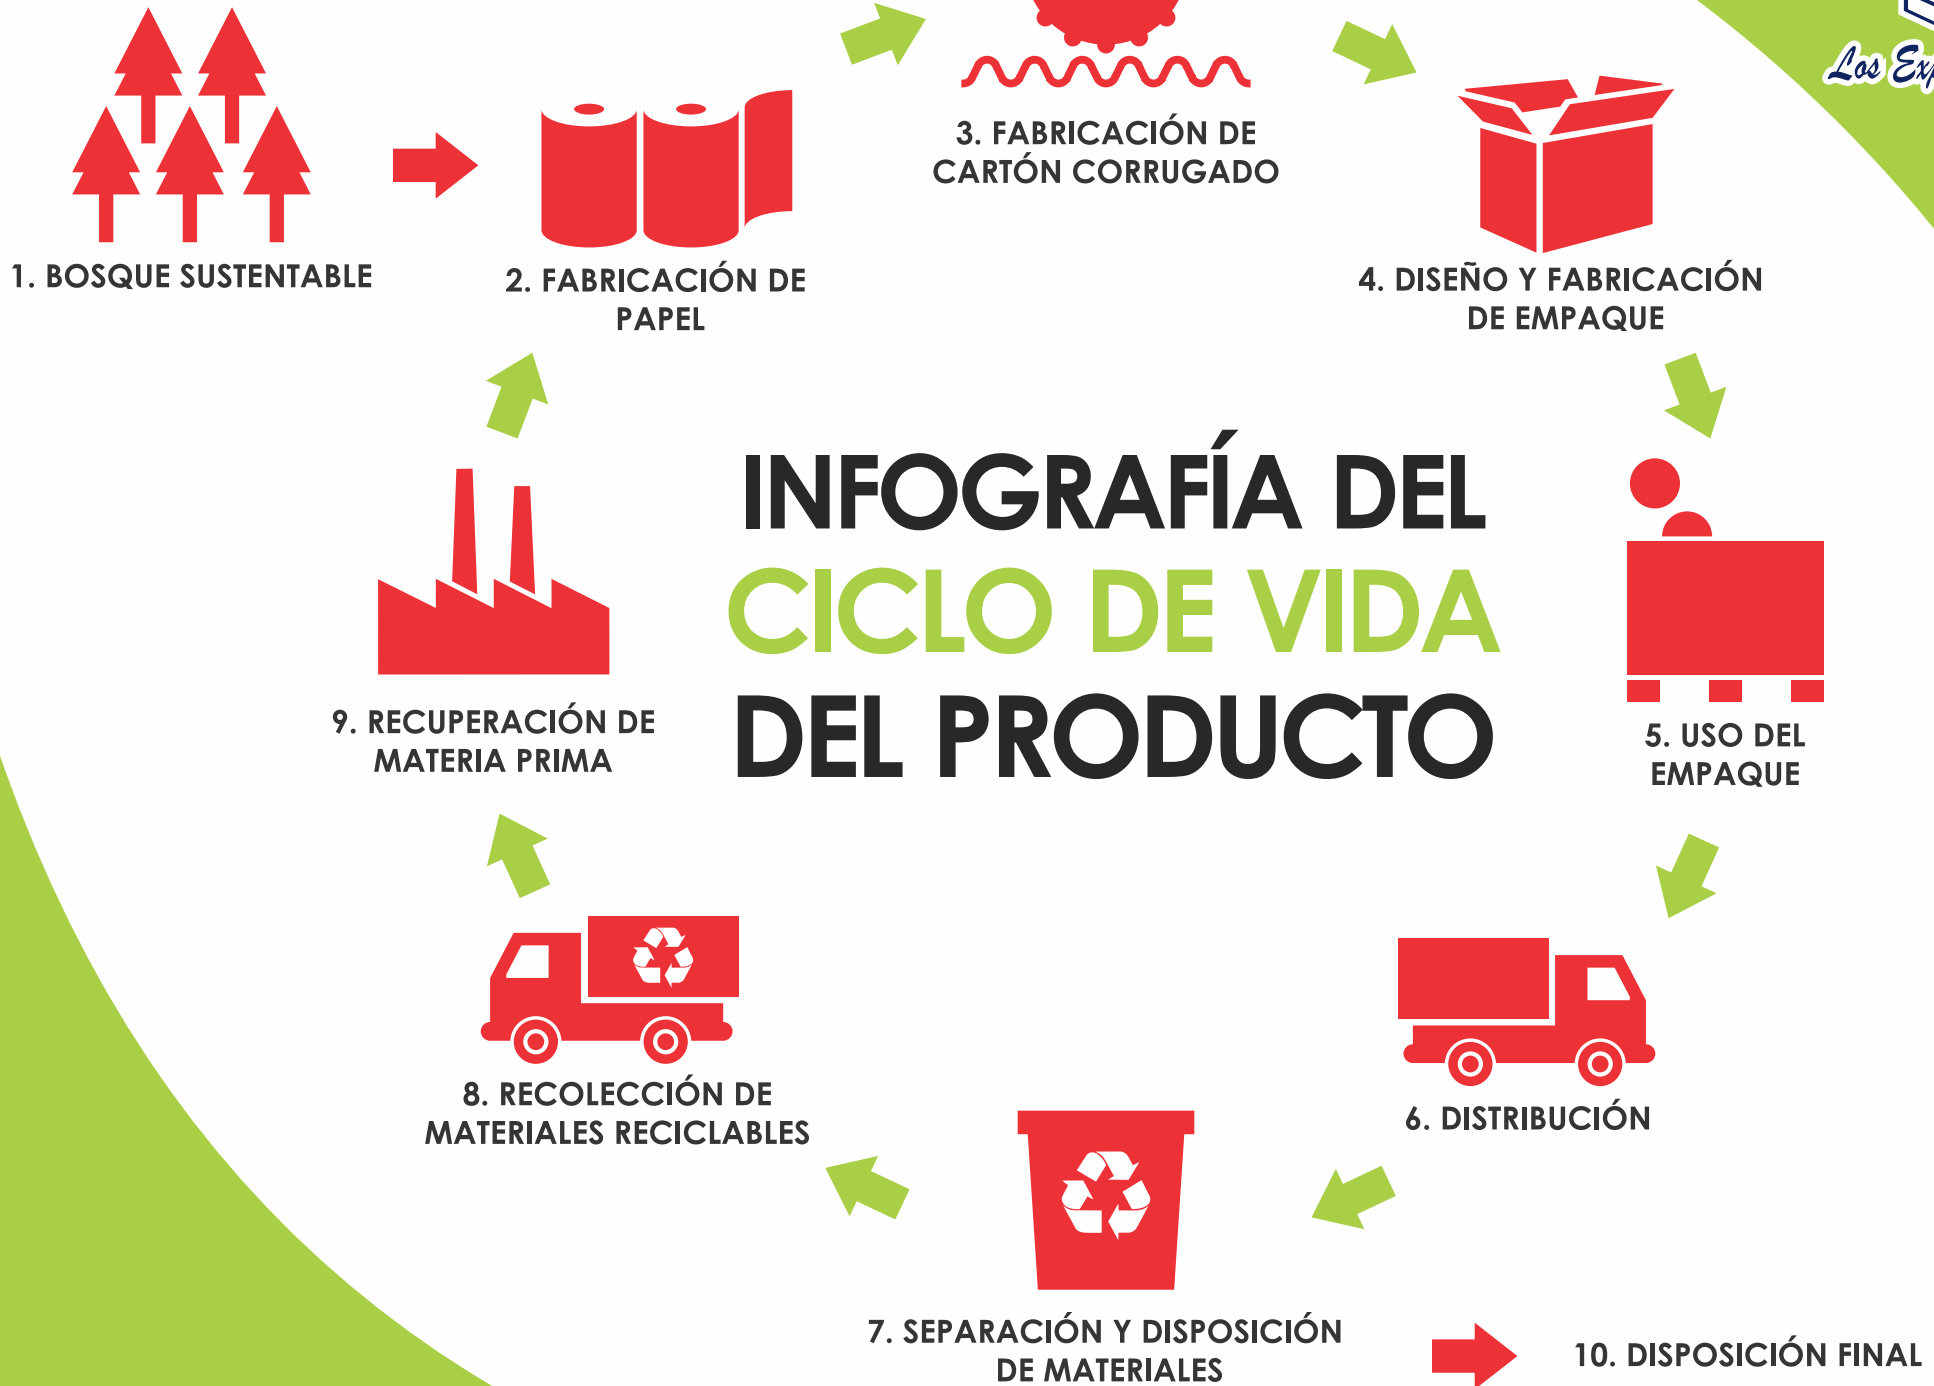 Los
3. FABRICACIÓN DE
CARTÓN CORRUGADO
1. BOSQUE SUSTENTABLE
2. FABRICACIÓN DE
PAPEL
4. DISEÑO Y FABRICACIÓN
DE EMPAQUE
INFOGRAFÍA DEL
CICLO DE VIDA
DEL PRODUCTO
5. USO DEL
EMPAQUE
9. RECUPERACIÓN DE
MATERIA PRIMA
6. DISTRIBUCIÓN
8. RECOLECCIÓN DE
MATERIALES RECICLABLES
7. SEPARACIÓN Y DISPOSICIÓN
DE MATERIALES
10. DISPOSICIÓN FINAL